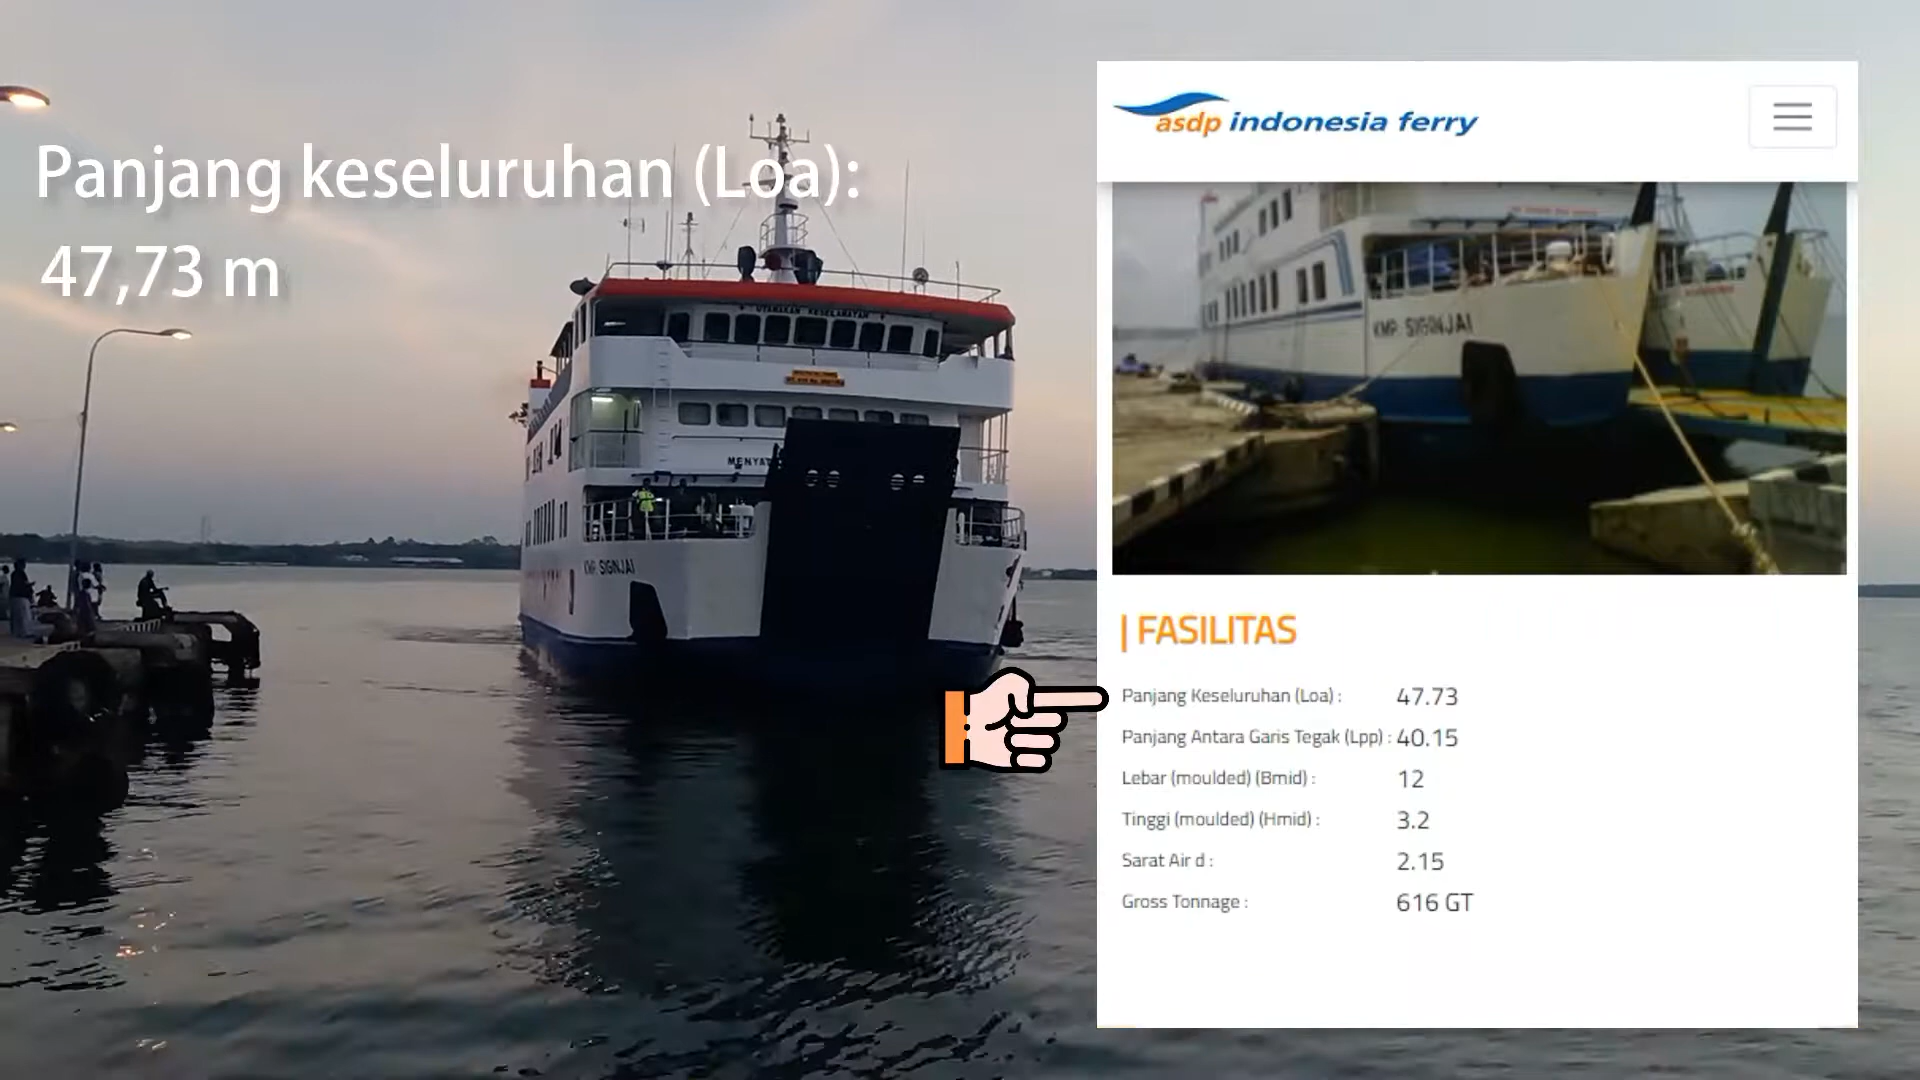 Panjang keseluruhan (Loa):
47,73 m
UTAMAKAN KESELAMATAN
KMP. SIGINJAI
asdp indonesia ferry
KMP. SIGINJAI
| FASILITAS
Panjang Keseluruhan (Loa) : 47.73
Panjang Antara Garis Tegak (Lpp) : 40.15
Lebar (moulded) (Bmid) : 12
Tinggi (moulded) (Hmid) : 3.2
Sarat Air d : 2.15
Gross Tonnage : 616 GT